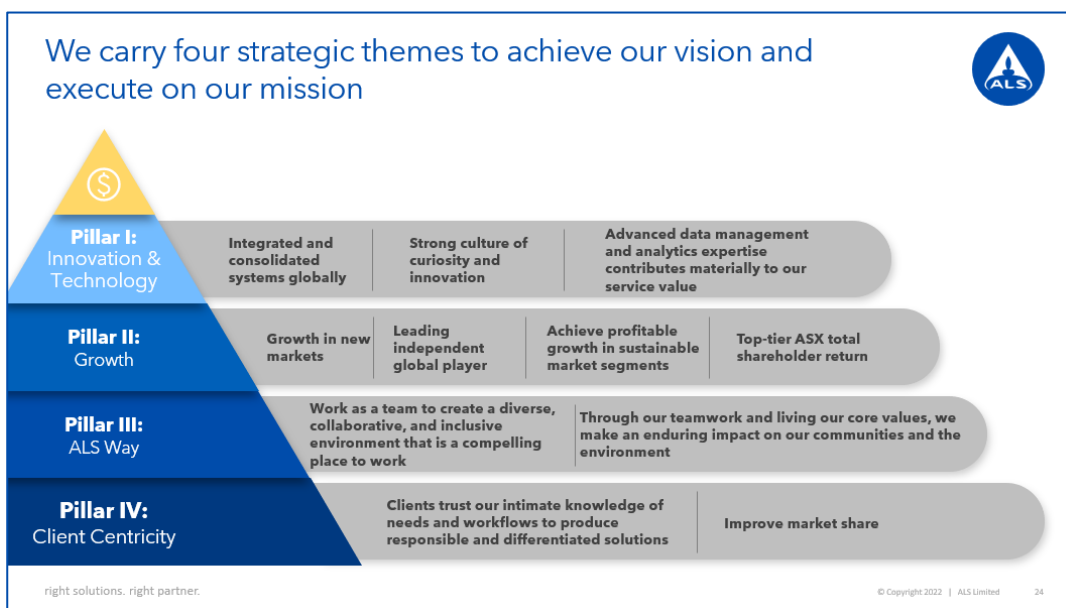 We carry four strategic themes to achieve our vision and
execute on our mission
ALS
$
Pillar I:
Innovation &
Technology
Integrated and
consolidated
systems globally
Strong culture of
curiosity and
innovation
Advanced data management
and analytics expertise
contributes materially to our
service value
Pillar II:
Growth
Growth in new
markets
Leading
independent
global player
Achieve profitable
growth in sustainable
market segments
Top-tier ASX total
shareholder return
Pillar III:
ALS Way
Work as a team to create a diverse,
collaborative, and inclusive
environment that is a compelling
place to work
Through our teamwork and living our core values, we
make an enduring impact on our communities and the
environment
Pillar IV:
Client Centricity
Clients trust our intimate knowledge of
needs and workflows to produce
responsible and differentiated solutions
Improve market share
right solutions. right partner.
© Copyright 2022 | ALS Limited 24